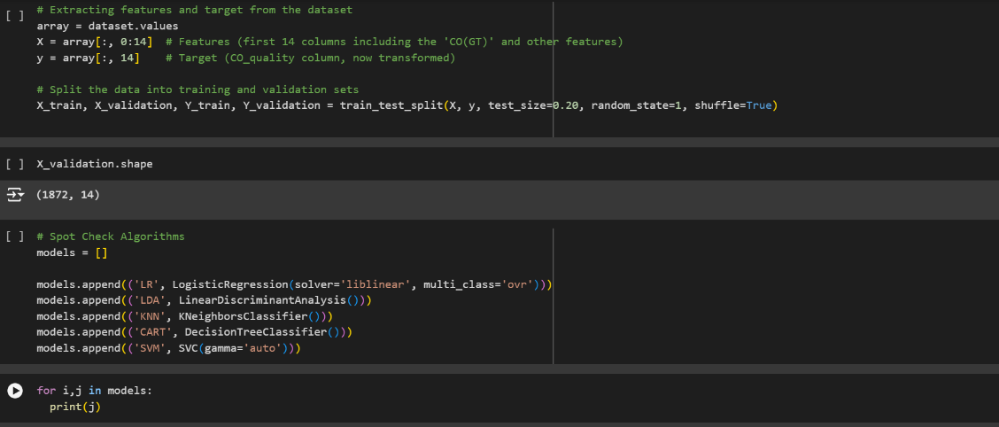 [ ] # Extracting features and target from the dataset
array = dataset.values
X = array[:, 0:14]  # Features (first 14 columns including the 'CO(GT)' and other features)
y = array[:, 14]    # Target (CO_quality column, now transformed)
# Split the data into training and validation sets
X_train, X_validation, Y_train, Y_validation = train_test_split(X, y, test_size=0.20, random_state=1, shuffle=True)
[ ] X_validation.shape
(1872, 14)
[ ] # Spot Check Algorithms
models = []
models.append(('LR', LogisticRegression(solver='liblinear', multi_class='ovr')))
models.append(('LDA', LinearDiscriminantAnalysis()))
models.append(('KNN', KNeighborsClassifier()))
models.append(('CART', DecisionTreeClassifier()))
models.append(('SVM', SVC(gamma='auto')))
for i,j in models:
  print(j)